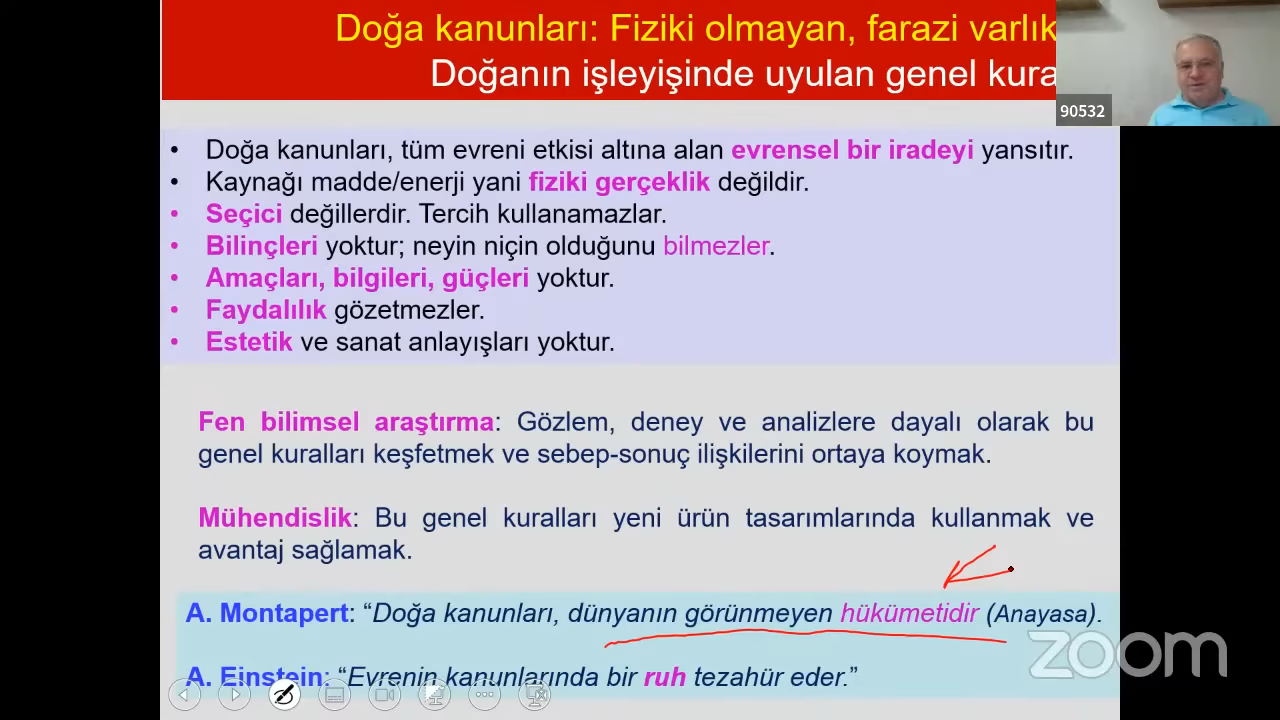 Doğa kanunları: Fiziki olmayan, farazi varlık
Doğanın işleyişinde uyulan genel kura
90532
• Doğa kanunları, tüm evreni etkisi altına alan evrensel bir iradeyi yansıtır.
• Kaynağı madde/enerji yani fiziki gerçeklik değildir.
• Seçici değillerdir. Tercih kullanamazlar.
• Bilinçleri yoktur; neyin niçin olduğunu bilmezler.
• Amaçları, bilgileri, güçleri yoktur.
• Faydalılık gözetmezler.
• Estetik ve sanat anlayışları yoktur.
Fen bilimsel araştırma: Gözlem, deney ve analizlere dayalı olarak bu
genel kuralları keşfetmek ve sebep-sonuç ilişkilerini ortaya koymak.
Mühendislik: Bu genel kuralları yeni ürün tasarımlarında kullanmak ve
avantaj sağlamak.
A. Montapert: “Doğa kanunları, dünyanın görünmeyen hükümetidir (Anayasa).
A. Einstein: “Evrenin kanunlarında bir ruh tezahür eder.”
zoom